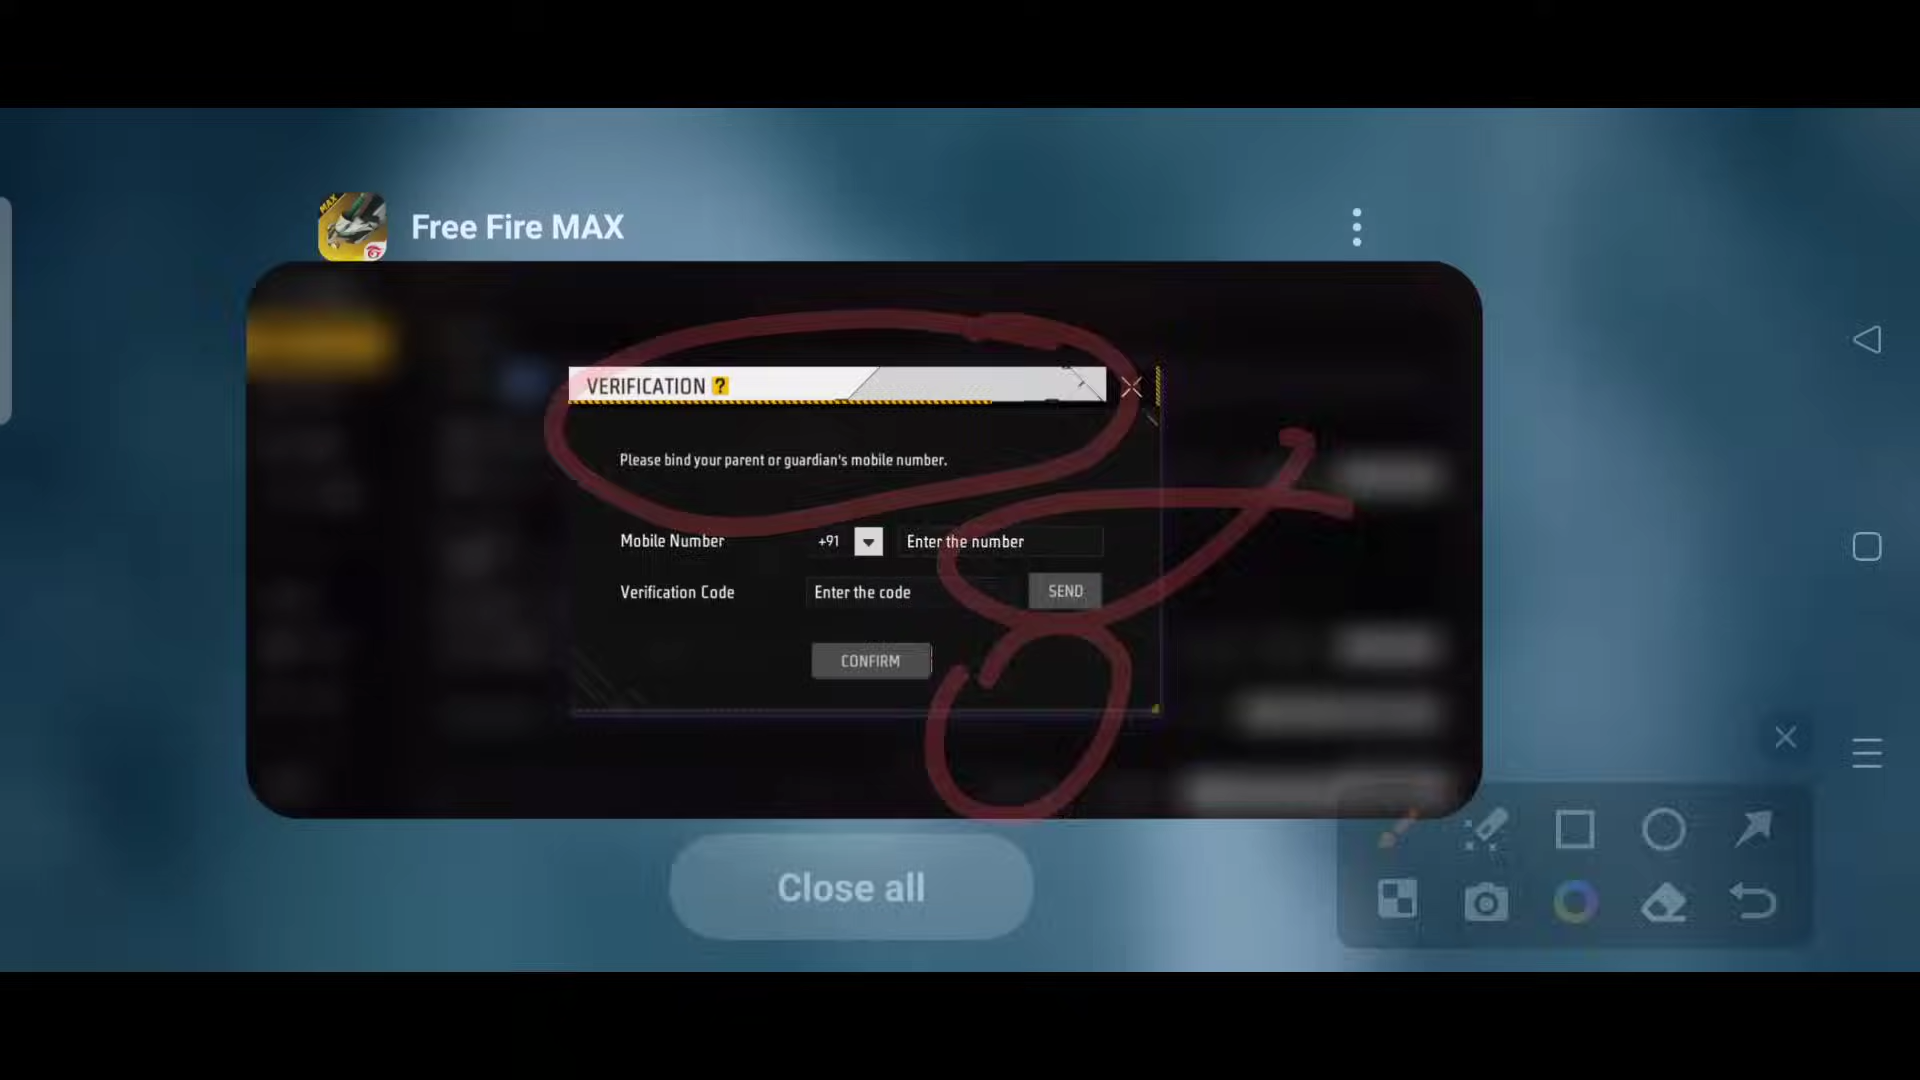 MAX
Free Fire MAX
VERIFICATION ?
Please bind your parent or guardian's mobile number.
Mobile Number +91 Enter the number
Verification Code Enter the code SEND
CONFIRM
Close all